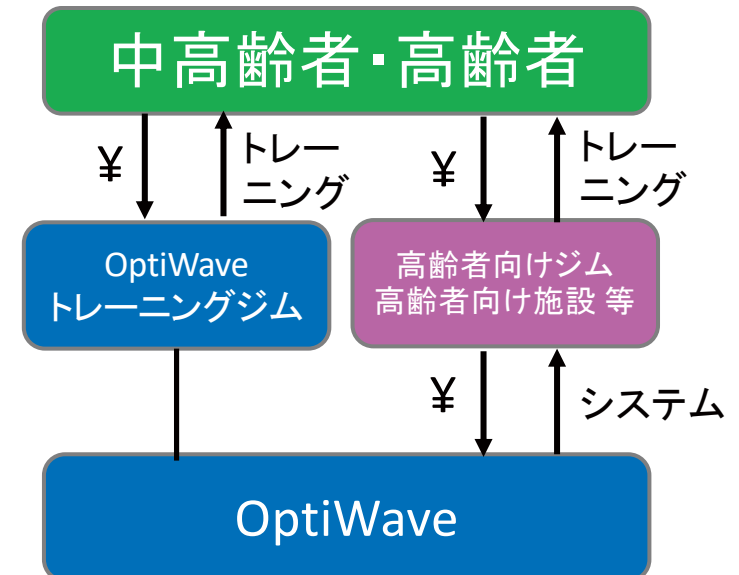 中高齢者・高齢者
¥
トレー
ニング
¥
トレー
ニング
OptiWave
トレーニングジム
高齢者向けジム
高齢者向け施設 等
¥
システム
OptiWave